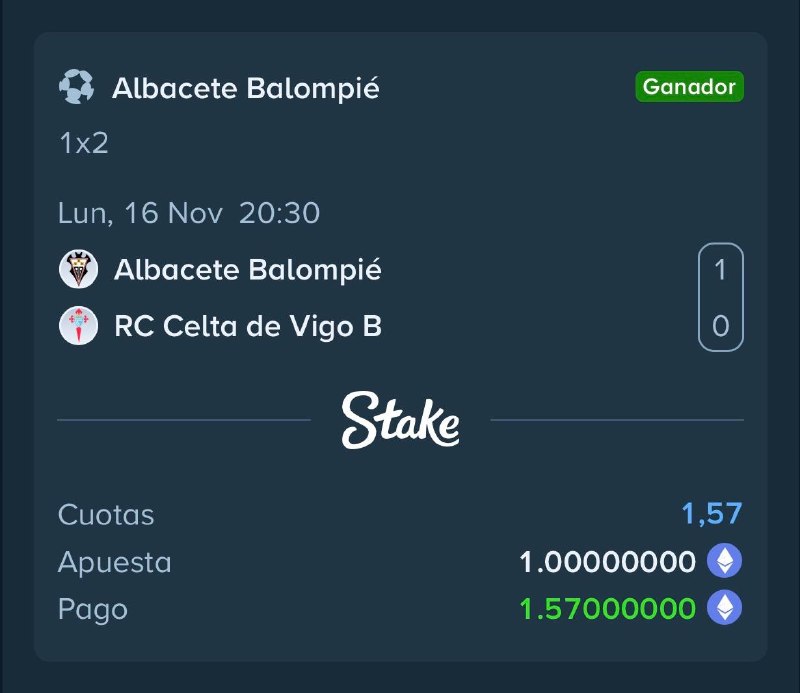 Albacete Balompié Ganador
1x2
Lun, 16 Nov 20:30
Albacete Balompié 1
RC Celta de Vigo B 0
Stake
Cuotas 1,57
Apuesta 1.00000000
Pago 1.57000000